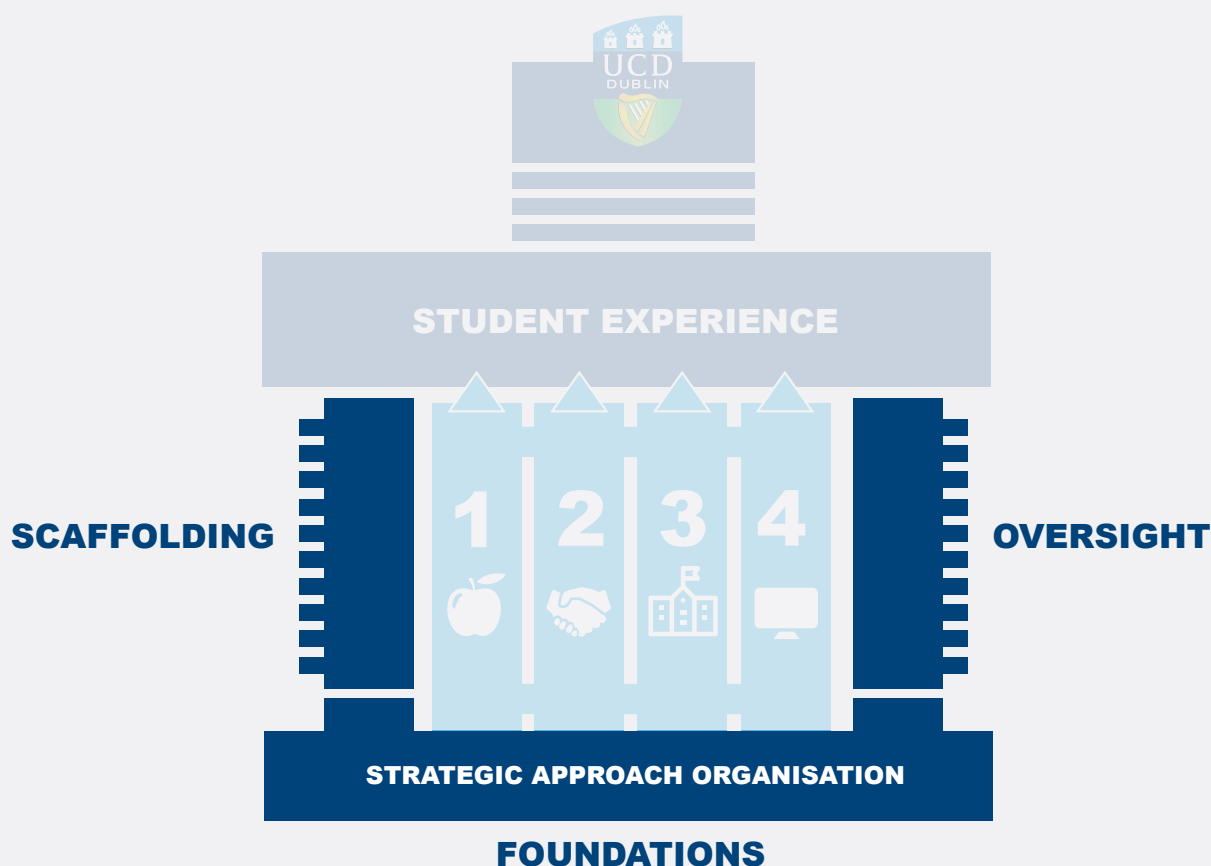 UCD
DUBLIN
STUDENT EXPERIENCE
1 2 3 4
SCAFFOLDING
OVERSIGHT
STRATEGIC APPROACH ORGANISATION
FOUNDATIONS